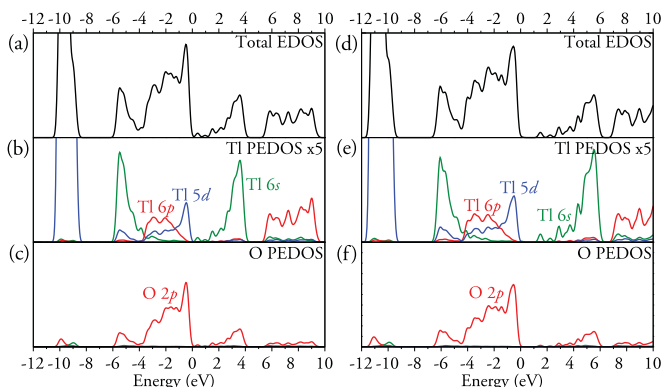 -12 -10 -8 -6 -4 -2 0 2 4 6 8 10 -12 -10 -8 -6 -4 -2 0 2 4 6 8 10
(a) Total EDOS (d) Total EDOS
(b) Tl PEDOS x5 (e) Tl PEDOS x5
Tl 6p Tl 5d Tl 6s Tl 6p Tl 5d Tl 6s
(c) O PEDOS (f) O PEDOS
O 2p O 2p
-12 -10 -8 -6 -4 -2 0 2 4 6 8 10 -12 -10 -8 -6 -4 -2 0 2 4 6 8 10
Energy (eV) Energy (eV)